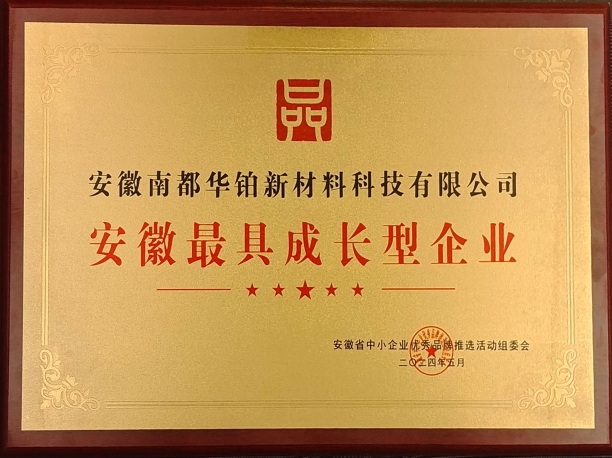 品
安徽南都华铂新材料科技有限公司
安徽最具成长型企业
安徽省中小企业优秀品牌推选活动组委会
二〇二四年五月